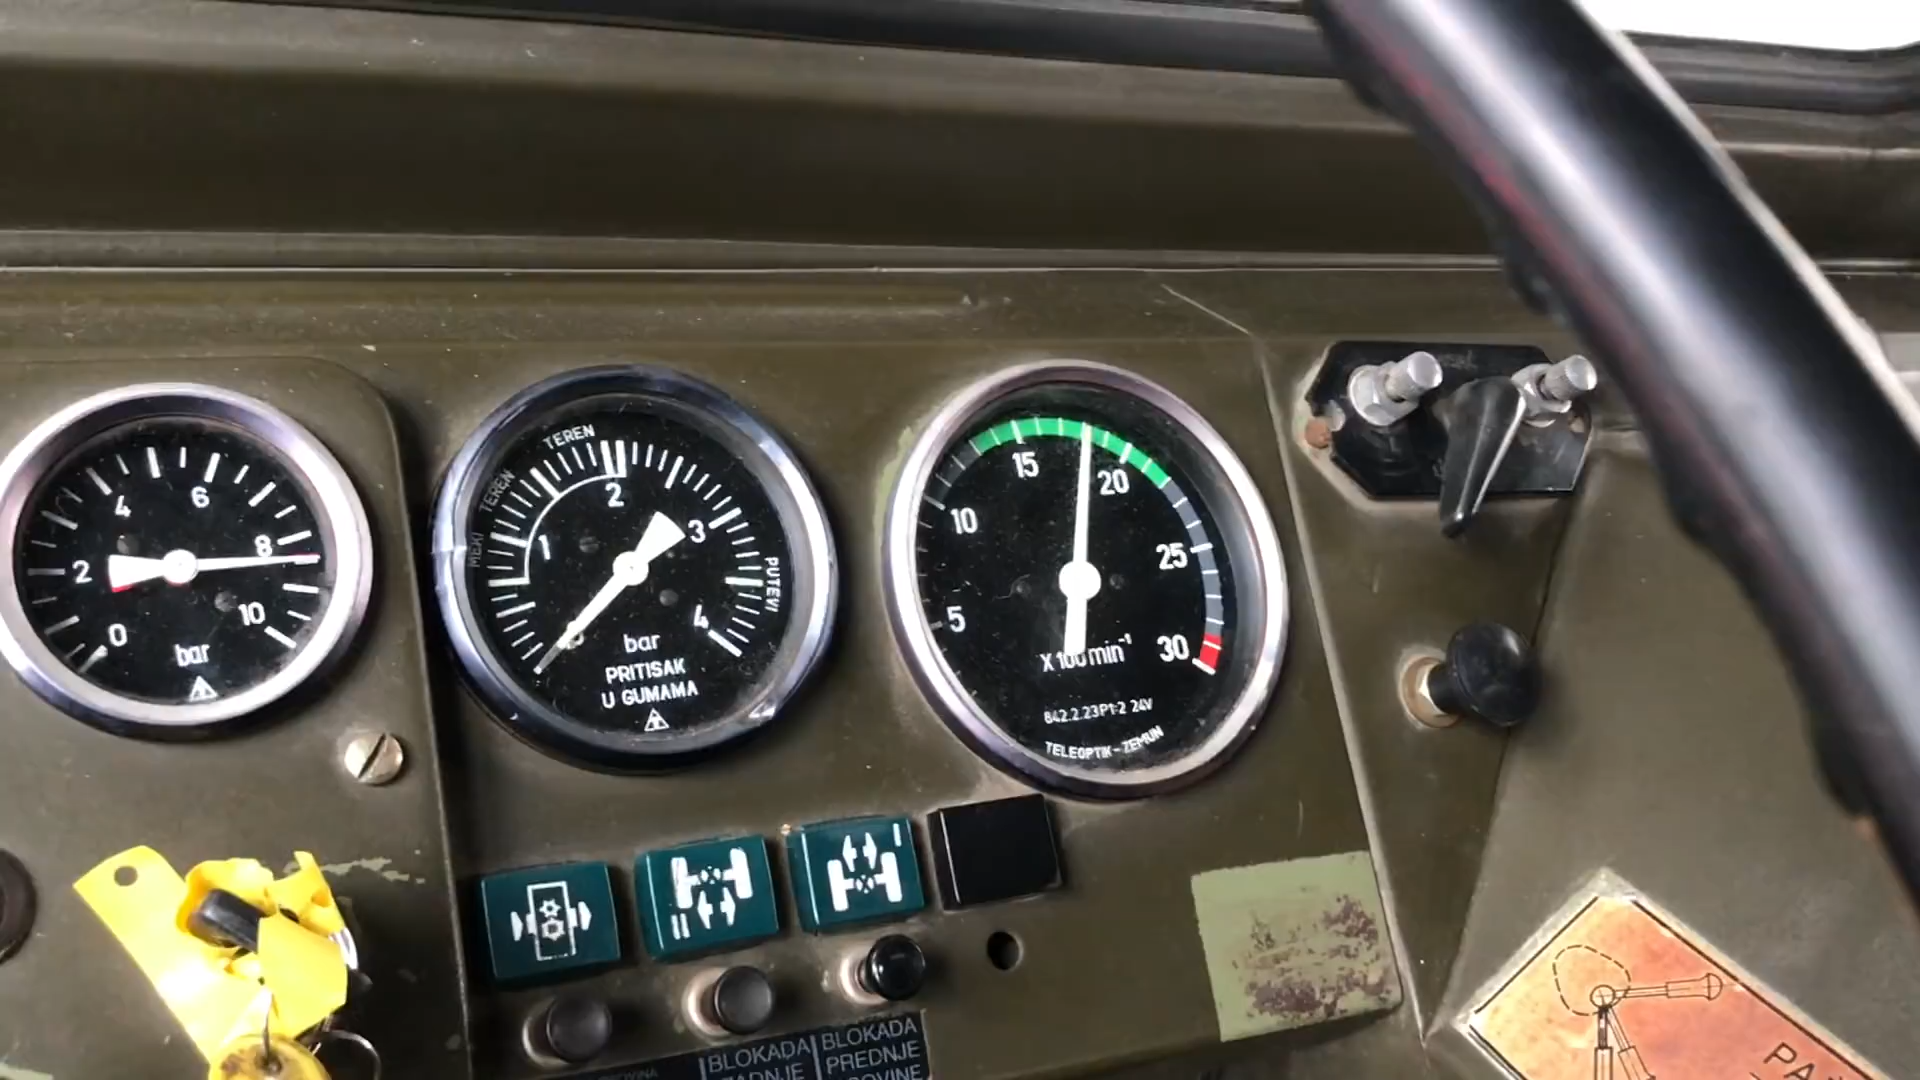 4
6
2
8
0
10
bar
TEREN
TEREN
MEKI
2
1
3
PUTEVI
4
bar
PRITISAK
U GUMAMA
15
20
10
25
5
30
X 100 min⁻¹
842.2.23P1-2 24V
TELEOPTIK-ZEMUN
II
I
BLOKADA
BLOKADA
PREDNJE